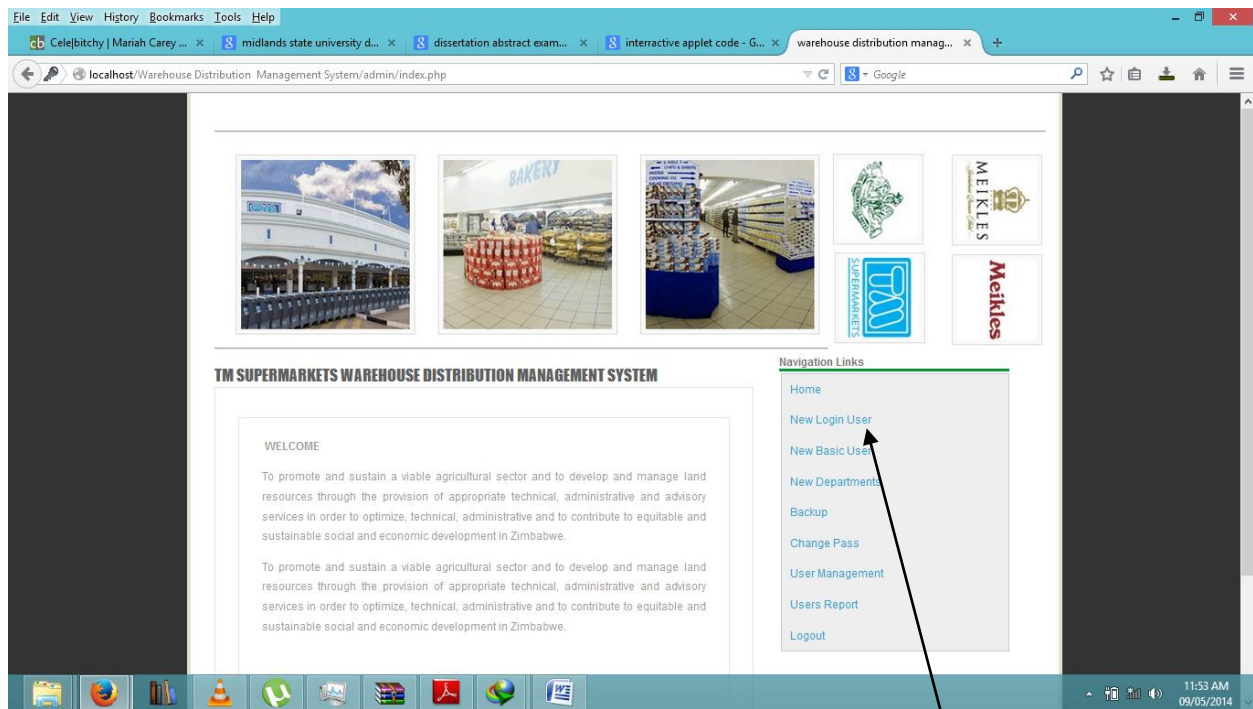 File Edit View History Bookmarks Tools Help
Cele|bitchy | Mariah Carey ... × midlands state university d... × dissertation abstract exam... × interractive applet code - G... × warehouse distribution manag... × +
localhost/Warehouse Distribution Management System/admin/index.php Google
BAKERY
MEIKLES
TM SUPERMARKETS
Meikles
TM SUPERMARKETS WAREHOUSE DISTRIBUTION MANAGEMENT SYSTEM
WELCOME
To promote and sustain a viable agricultural sector and to develop and manage land
resources through the provision of appropriate technical, administrative and advisory
services in order to optimize, technical, administrative and to contribute to equitable and
sustainable social and economic development in Zimbabwe.
To promote and sustain a viable agricultural sector and to develop and manage land
resources through the provision of appropriate technical, administrative and advisory
services in order to optimize, technical, administrative and to contribute to equitable and
sustainable social and economic development in Zimbabwe.
Navigation Links
Home
New Login User
New Basic User
New Departments
Backup
Change Pass
User Management
Users Report
Logout
11:53 AM
09/05/2014